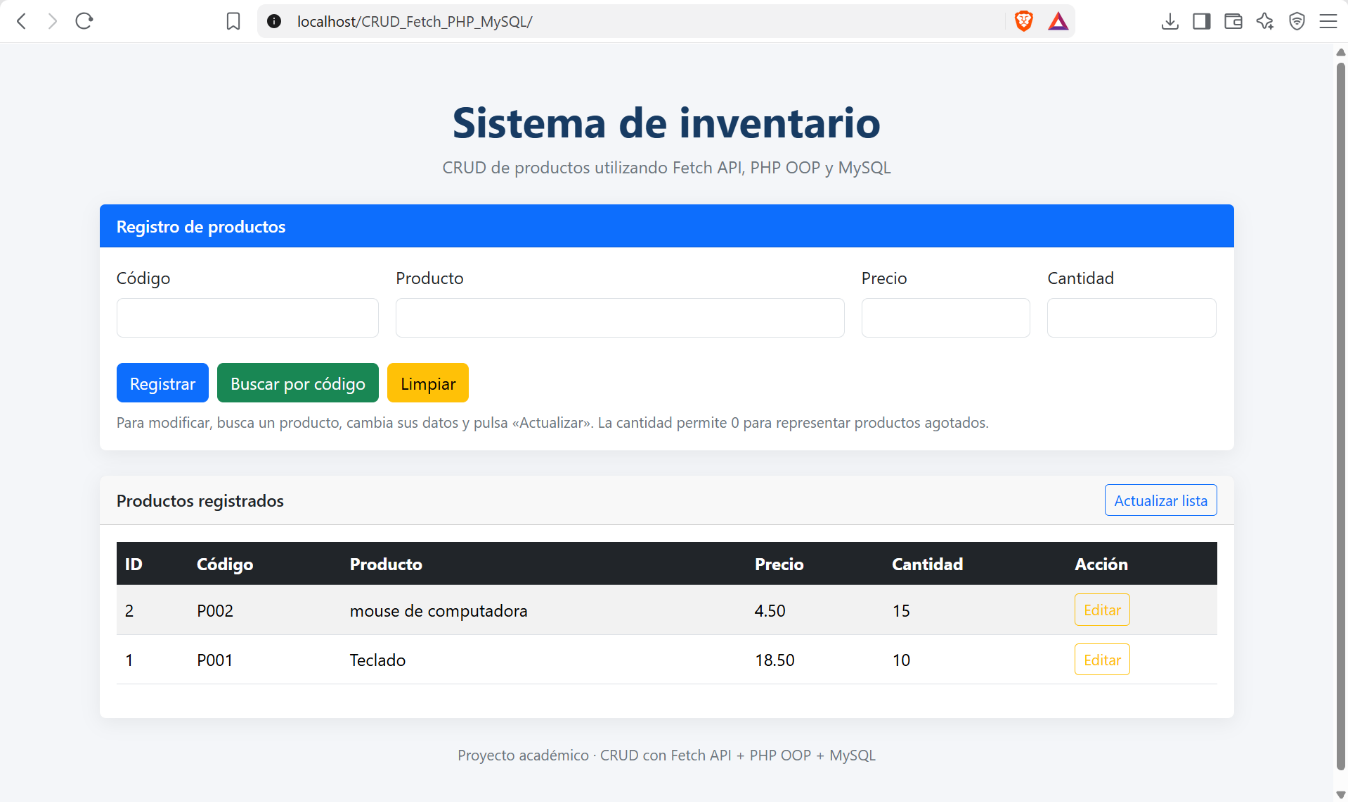 localhost/CRUD_Fetch_PHP_MySQL/
Sistema de inventario
CRUD de productos utilizando Fetch API, PHP OOP y MySQL
Registro de productos
Código Producto Precio Cantidad
Registrar Buscar por código Limpiar
Para modificar, busca un producto, cambia sus datos y pulsa «Actualizar». La cantidad permite 0 para representar productos agotados.
Productos registrados Actualizar lista
ID Código Producto Precio Cantidad Acción
2 P002 mouse de computadora 4.50 15 Editar
1 P001 Teclado 18.50 10 Editar
Proyecto académico · CRUD con Fetch API + PHP OOP + MySQL